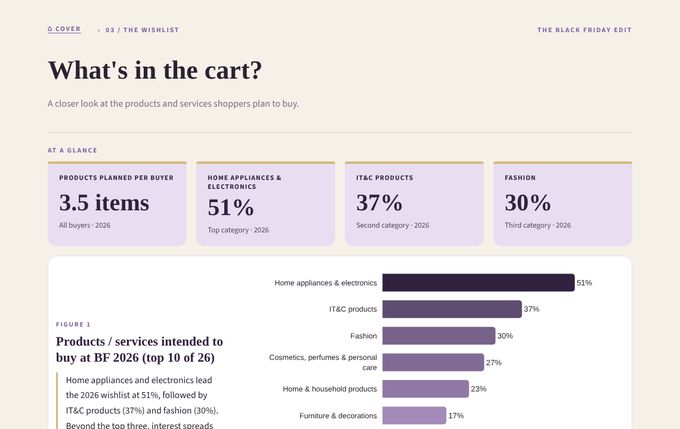 ⌂ COVER › 03 / THE WISHLIST
THE BLACK FRIDAY EDIT
What's in the cart?
A closer look at the products and services shoppers plan to buy.
AT A GLANCE
PRODUCTS PLANNED PER BUYER
3.5 items
All buyers · 2026
HOME APPLIANCES &
ELECTRONICS
51%
Top category · 2026
IT&C PRODUCTS
37%
Second category · 2026
FASHION
30%
Third category · 2026
FIGURE 1
Products / services intended to
buy at BF 2026 (top 10 of 26)
Home appliances and electronics lead
the 2026 wishlist at 51%, followed by
IT&C products (37%) and fashion (30%).
Beyond the top three, interest spreads
Home appliances & electronics 51%
IT&C products 37%
Fashion 30%
Cosmetics, perfumes & personal
care 27%
Home & household products 23%
Furniture & decorations 17%